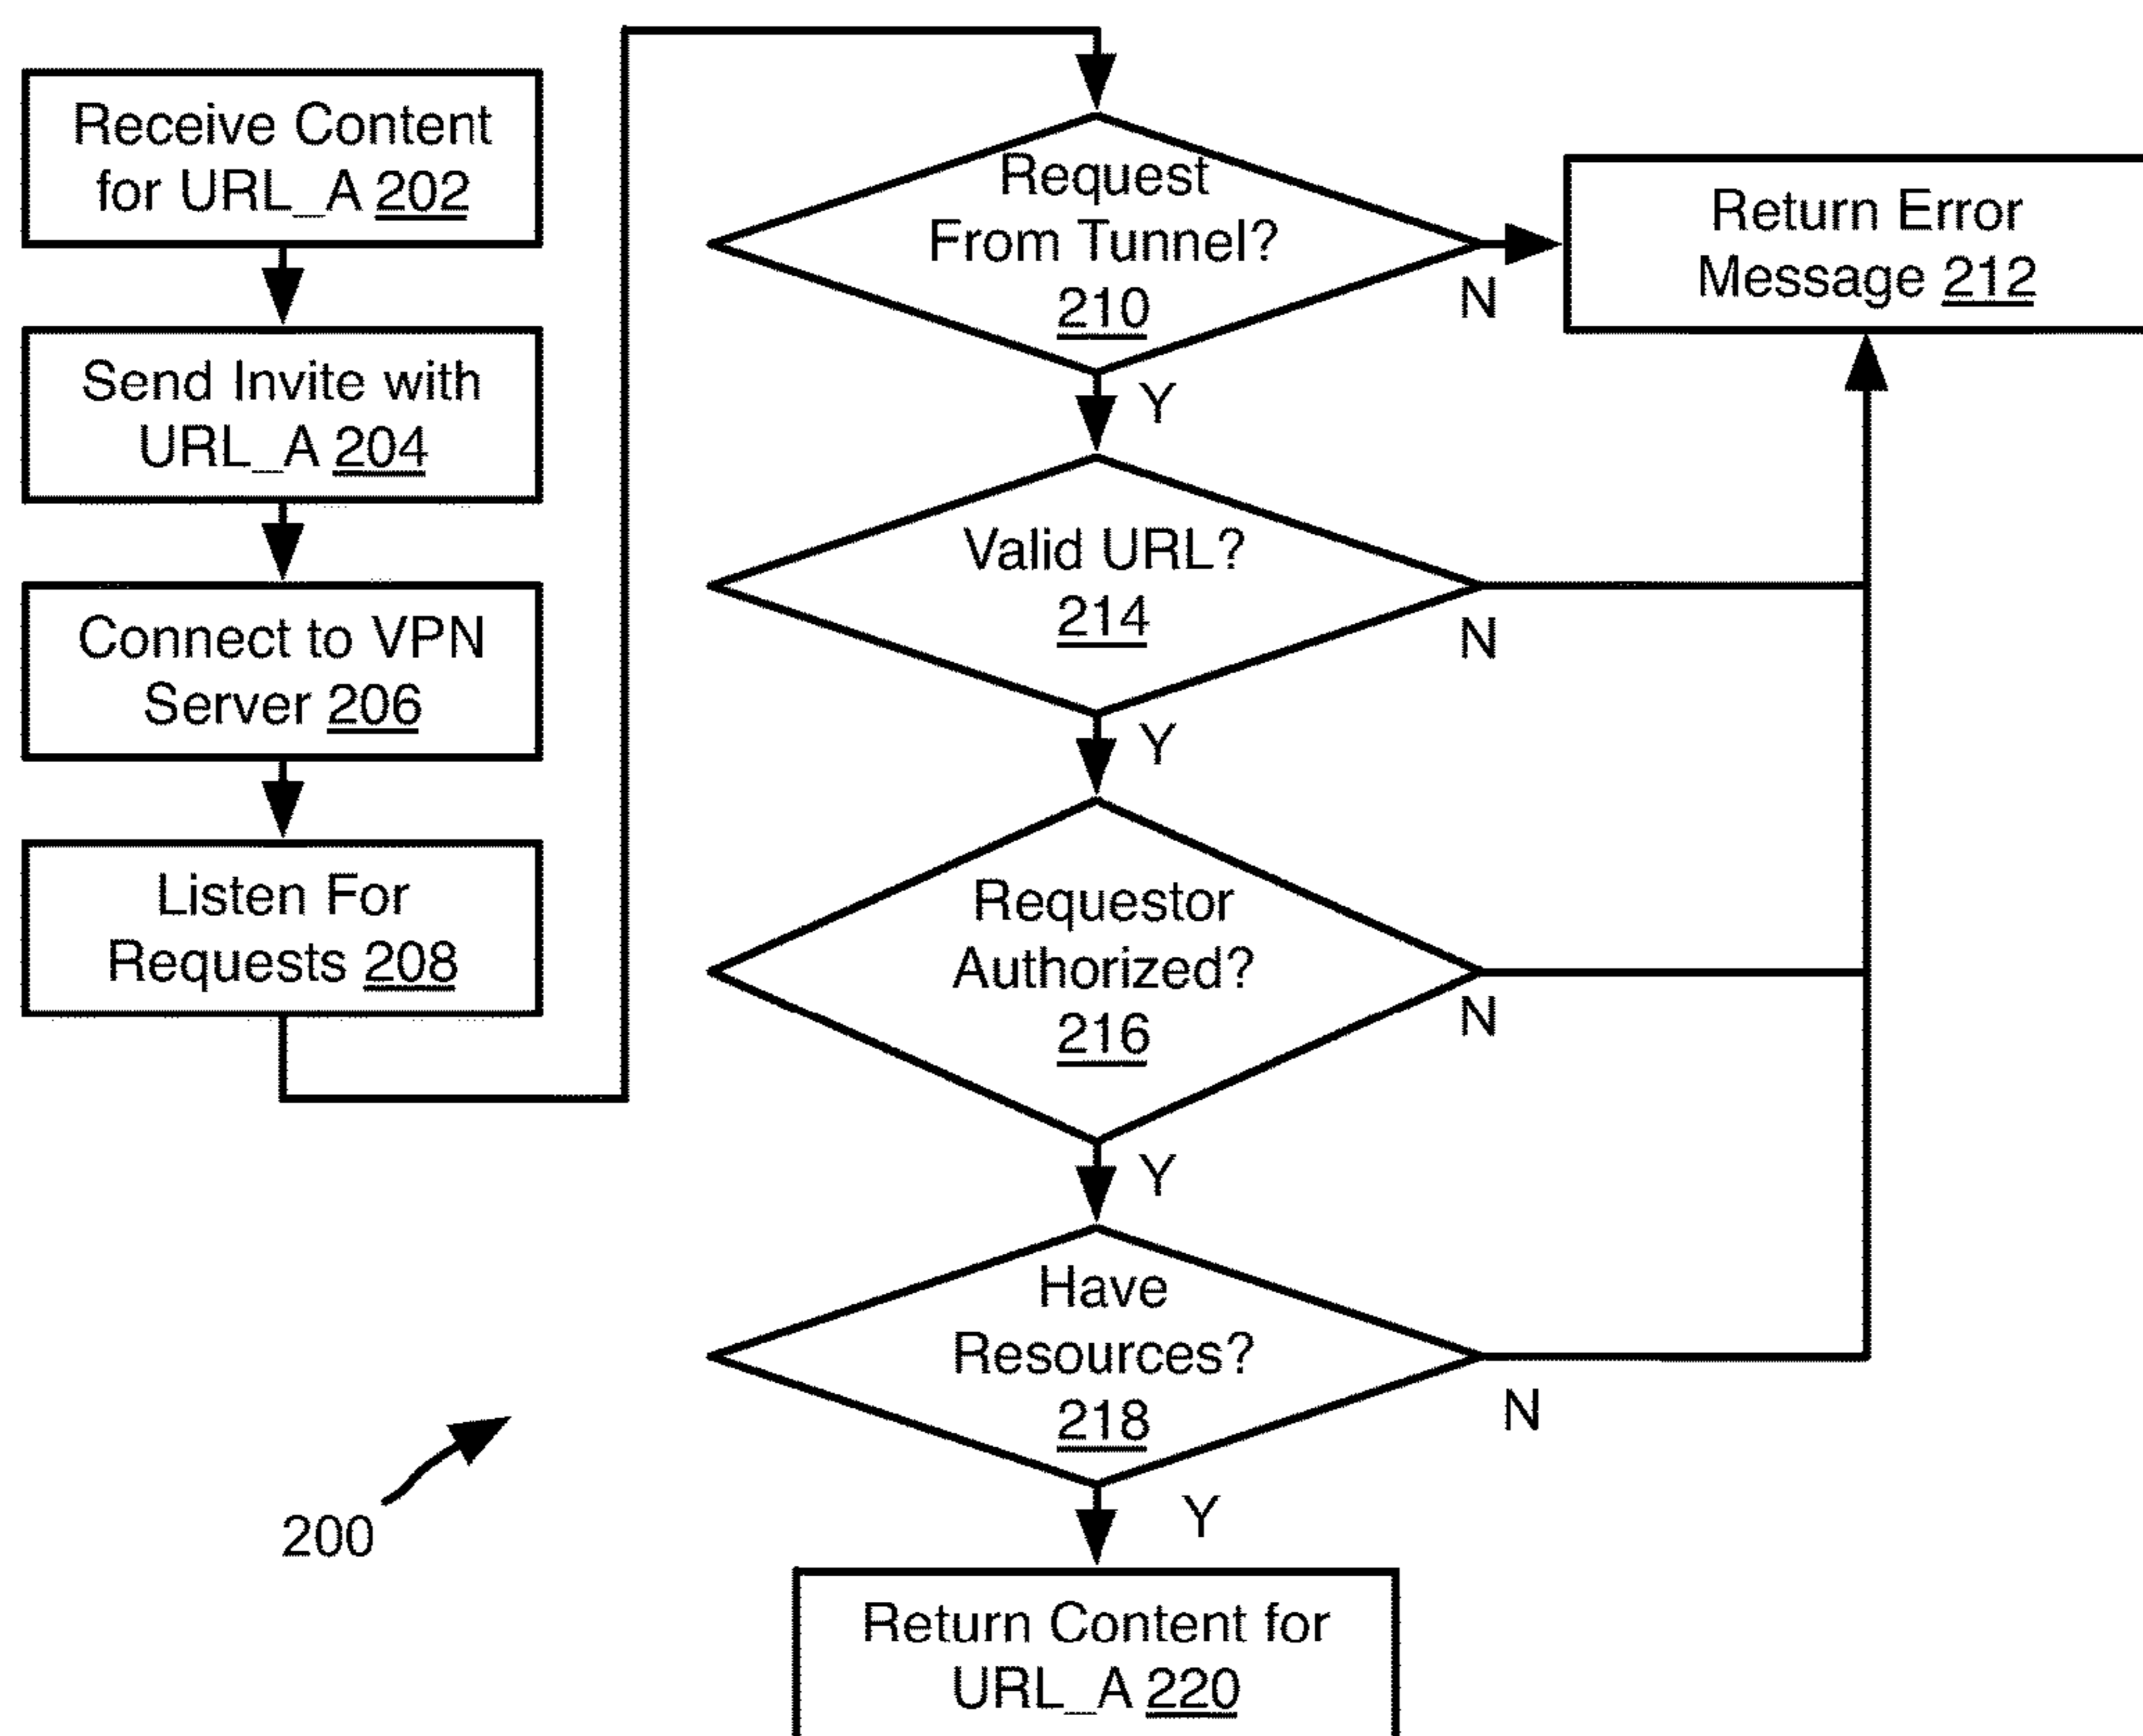 Receive Content
for URL_A 202
Send Invite with
URL_A 204
Connect to VPN
Server 206
Listen For
Requests 208
Request
From Tunnel?
210
N
Y
Return Error
Message 212
Valid URL?
214
N
Y
Requestor
Authorized?
216
N
Y
Have
Resources?
218
N
Y
Return Content for
URL_A 220
200